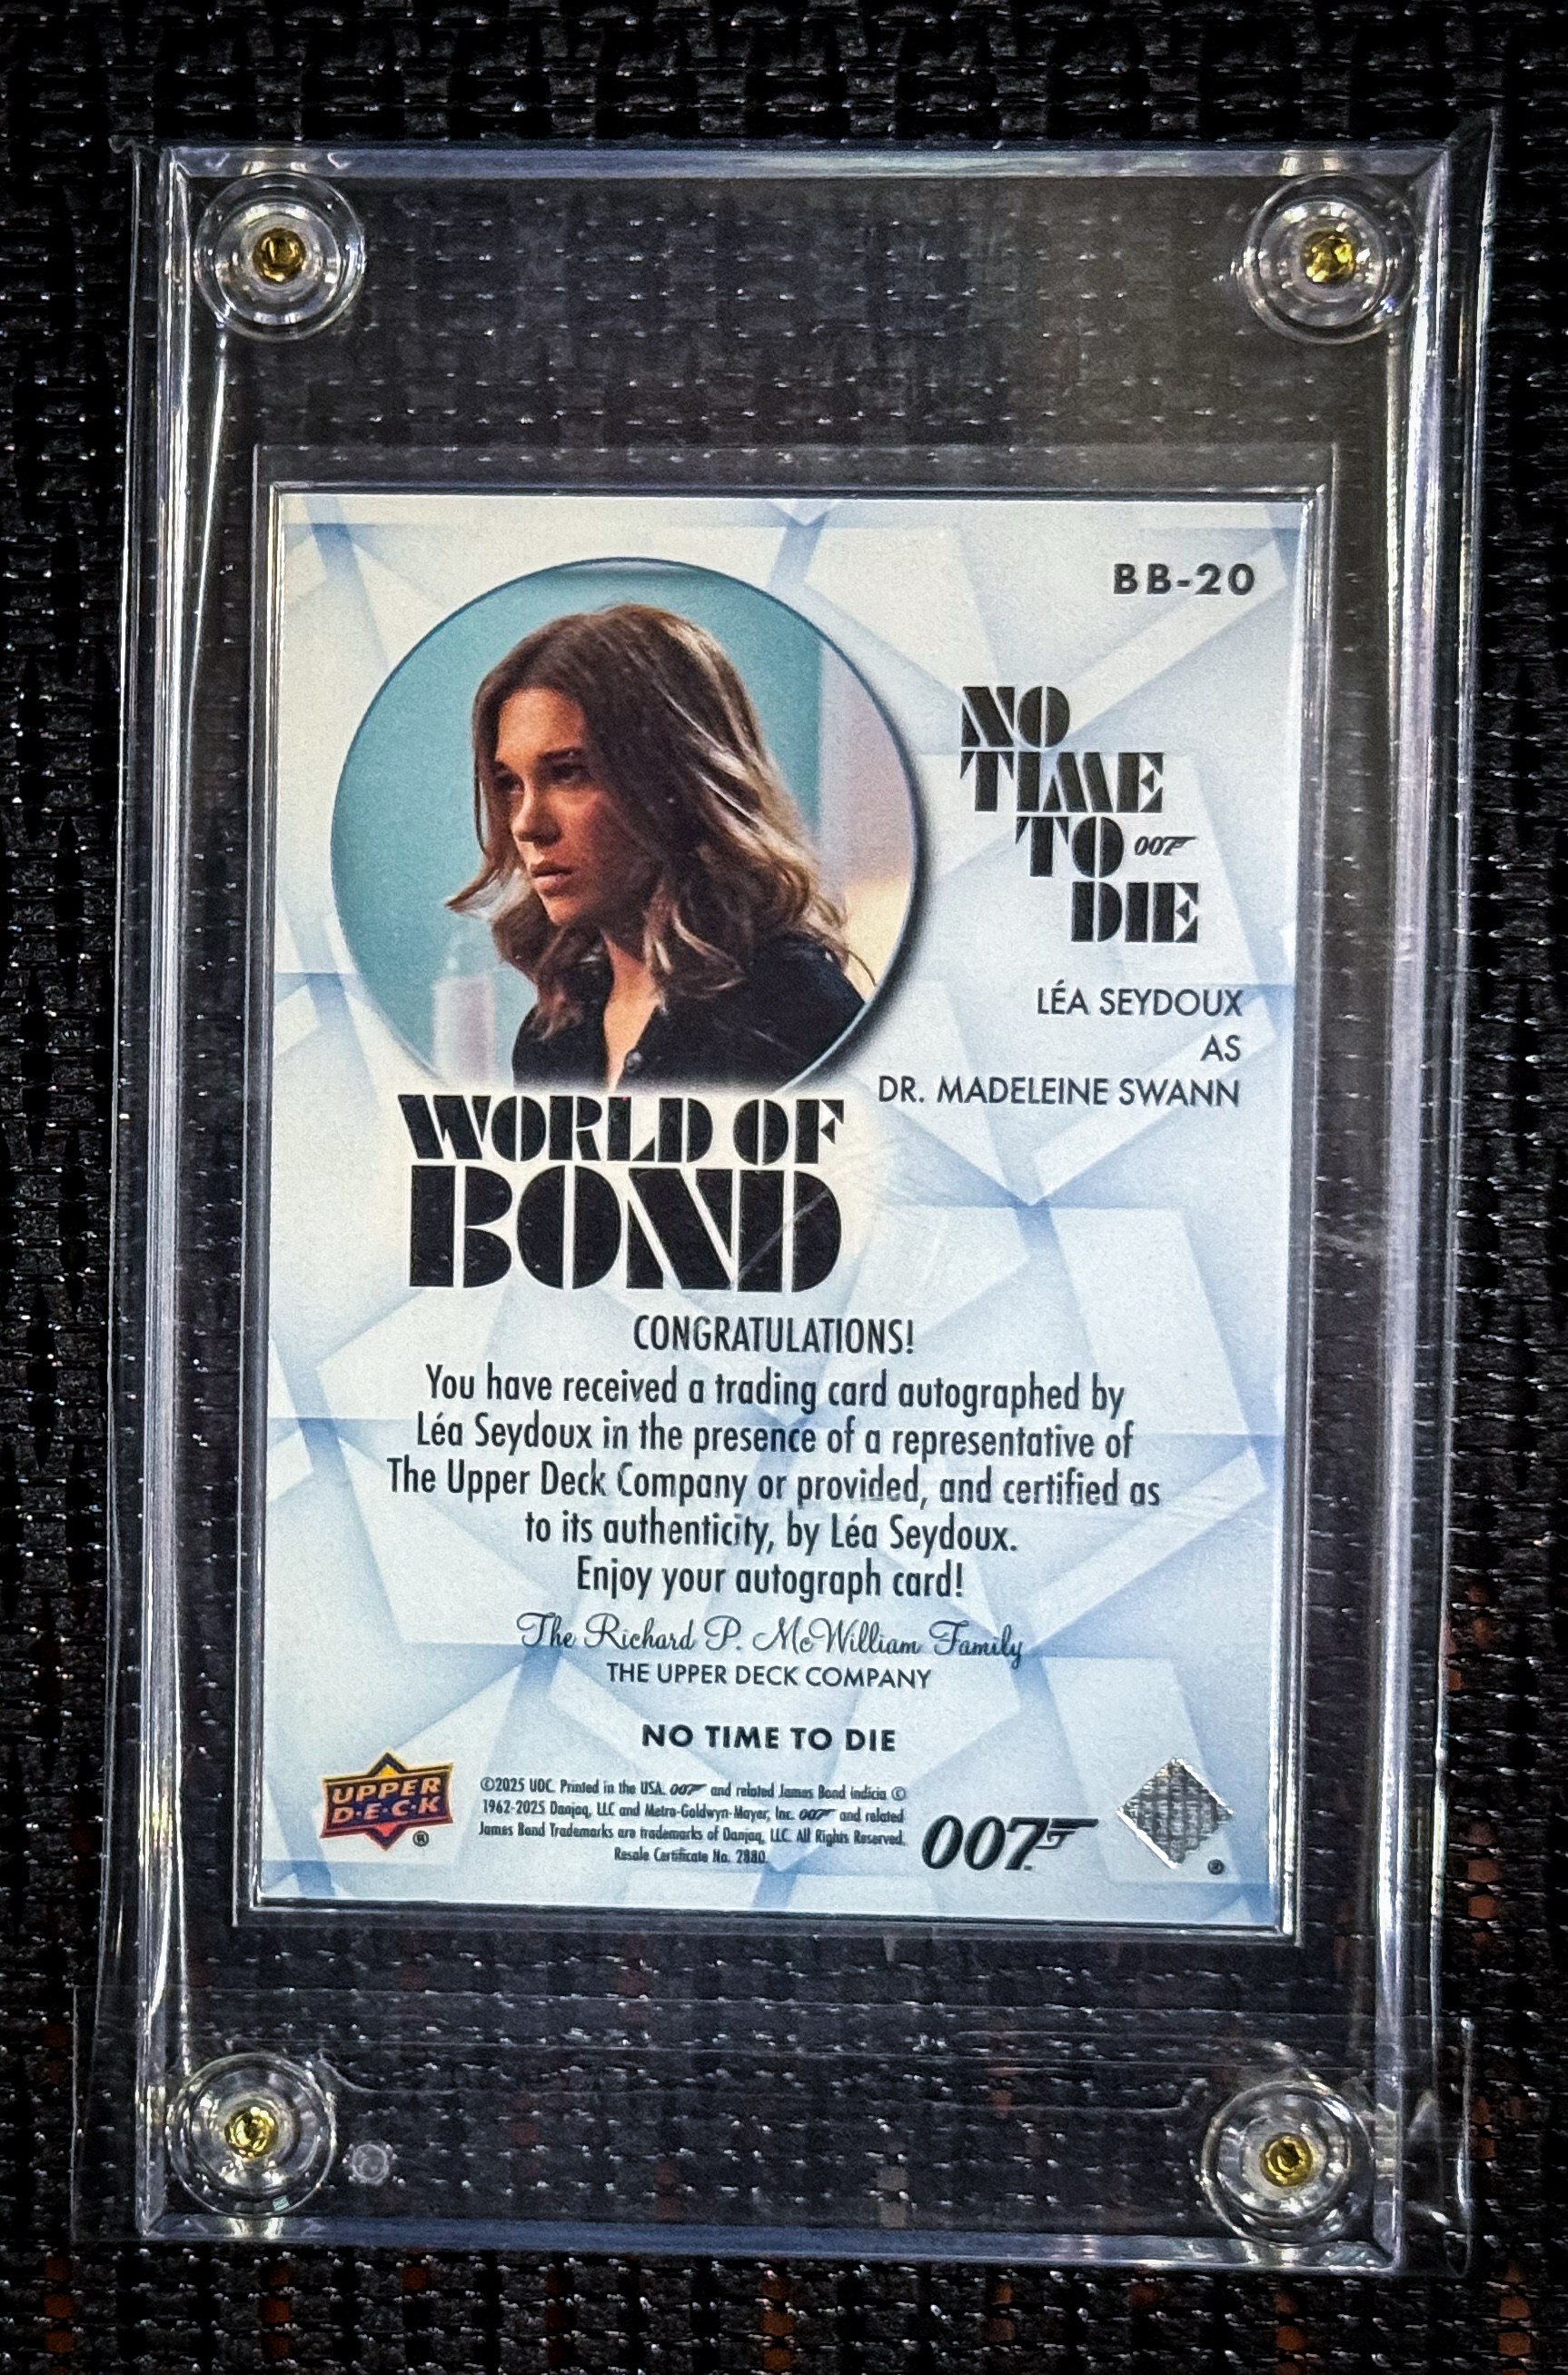 BB-20
NO
TIME
TO 007
DIE
LÉA SEYDOUX
AS
DR. MADELEINE SWANN
WORLD OF
BOND
CONGRATULATIONS!
You have received a trading card autographed by
Léa Seydoux in the presence of a representative of
The Upper Deck Company or provided, and certified as
to its authenticity, by Léa Seydoux.
Enjoy your autograph card!
The Richard P. McWilliam Family
THE UPPER DECK COMPANY
NO TIME TO DIE
UPPER
D·E·C·K
®
©2025 UDC. Printed in the USA. 007 and related James Bond indicia ©
1962-2025 Danjaq, LLC and Metro-Goldwyn-Mayer, Inc. 007 and related
James Bond Trademarks are trademarks of Danjaq, LLC. All Rights Reserved.
Resale Certificate No. 2880
007